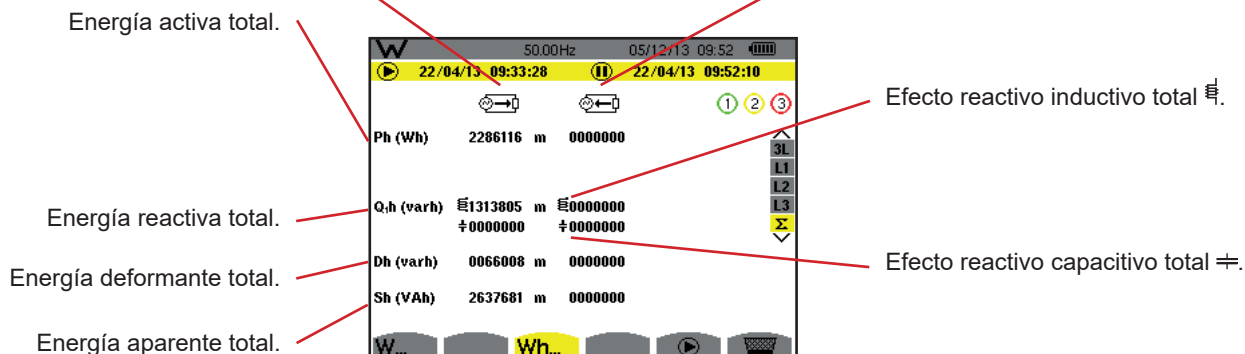 Energía activa total.
W 50.00Hz 05/12/13 09:52
22/04/13 09:33:28 22/04/13 09:52:10
1 2 3
Efecto reactivo inductivo total
Ph (Wh) 2286116 m 0000000
3L
L1
L2
L3
Σ
Energía reactiva total.
Q₁h (varh) 1313805 m 0000000
0000000 0000000
Energía deformante total.
Dh (varh) 0066008 m 0000000
Efecto reactivo capacitivo total
Sh (VAh) 2637681 m 0000000
Energía aparente total.
W... Wh...